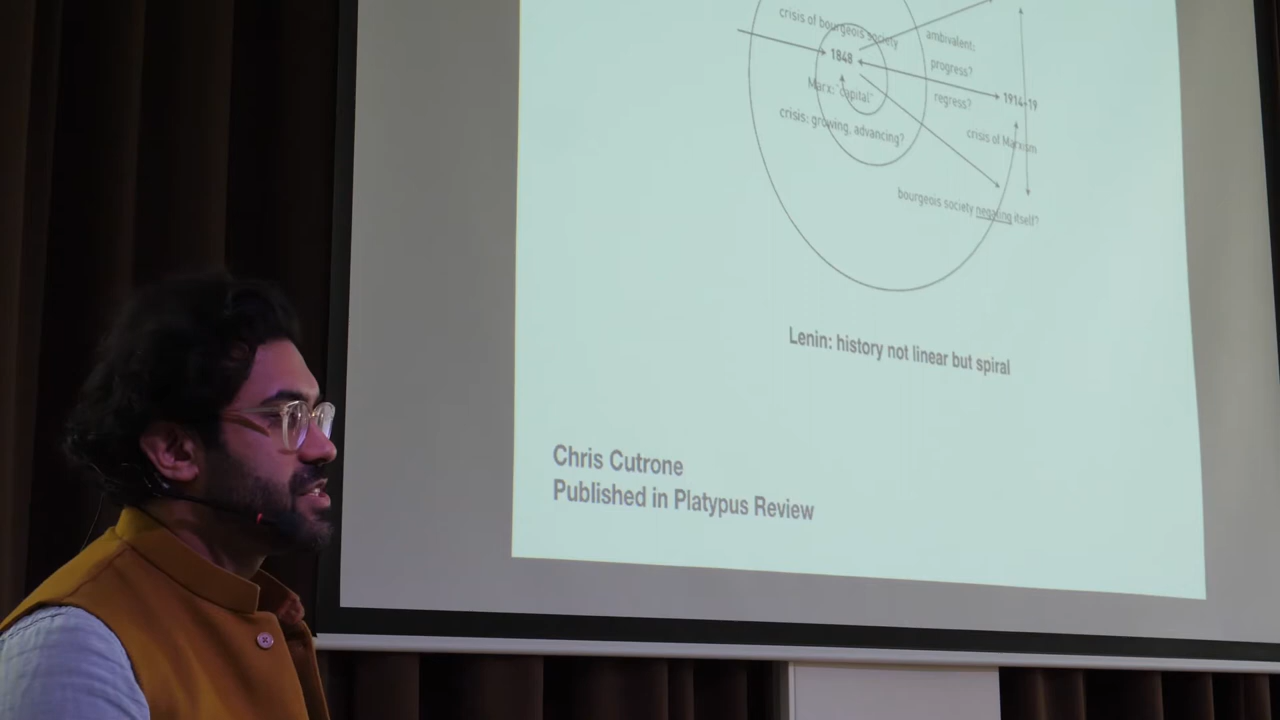 crisis of bourgeois society
ambivalent:
1848
progress?
Marx: "capital"
regress?
1914-19
crisis: growing, advancing?
crisis of Marxism
bourgeois society negating itself?
Lenin: history not linear but spiral
Chris Cutrone
Published in Platypus Review